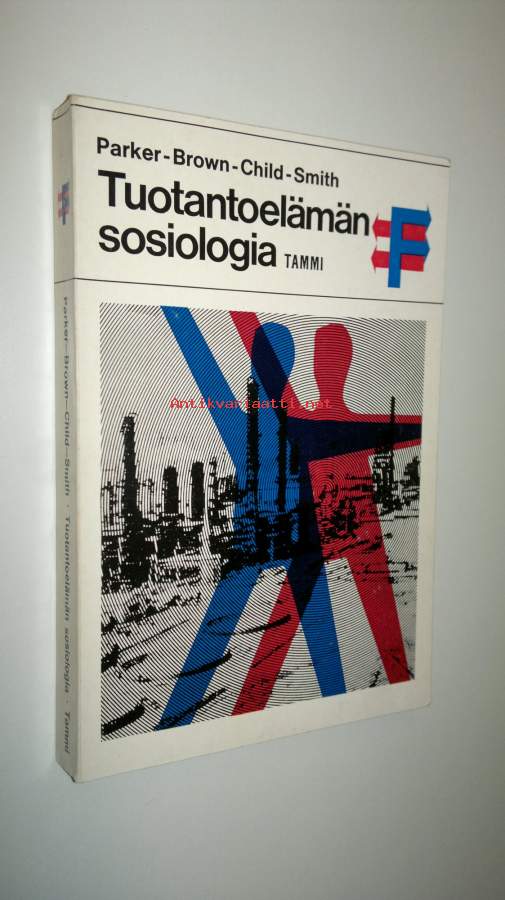 Parker-Brown-Child-Smith
Tuotantoelämän
sosiologia TAMMI
F
Antikvariaatti.net
F
Parker-Brown-Child-Smith · Tuotantoelämän sosiologia · Tammi